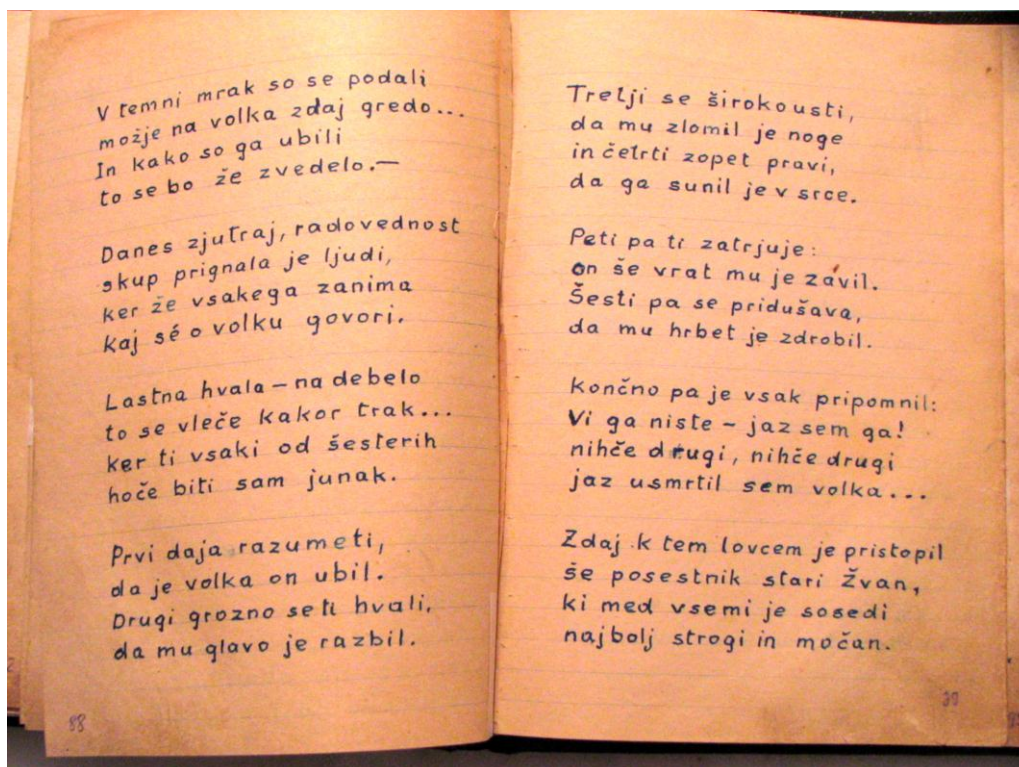 V temni mrak so se podali
možje na volka zdaj gredo...
In kako so ga ubili
to se bo že zvedelo.—
Danes zjutraj, radovednost
skup prignala je ljudi,
ker že vsakega zanima
kaj sé o volku govori.
Lastna hvala – na debelo
to se vleče kakor trak...
ker ti vsaki od šesterih
hoče biti sam junak.
Prvi daja razumeti,
da je volka on ubil.
Drugi grozno se ti hvali,
da mu glavo je razbil.
88
Tretji se širokousti,
da mu zlomil je noge
in četrti zopet pravi,
da ga sunil je v srce.
Peti pa ti zatrjuje:
on še vrat mu je zavil.
Šesti pa se pridušava,
da mu hrbet je zdrobil.
Končno pa je vsak pripomnil:
Vi ga niste – jaz sem ga!
nihče drugi, nihče drugi
jaz usmrtil sem volka...
Zdaj k tem lovcem je pristopil
še posestnik stari Žvan,
ki med vsemi je sosedi
najbolj strogi in močan.